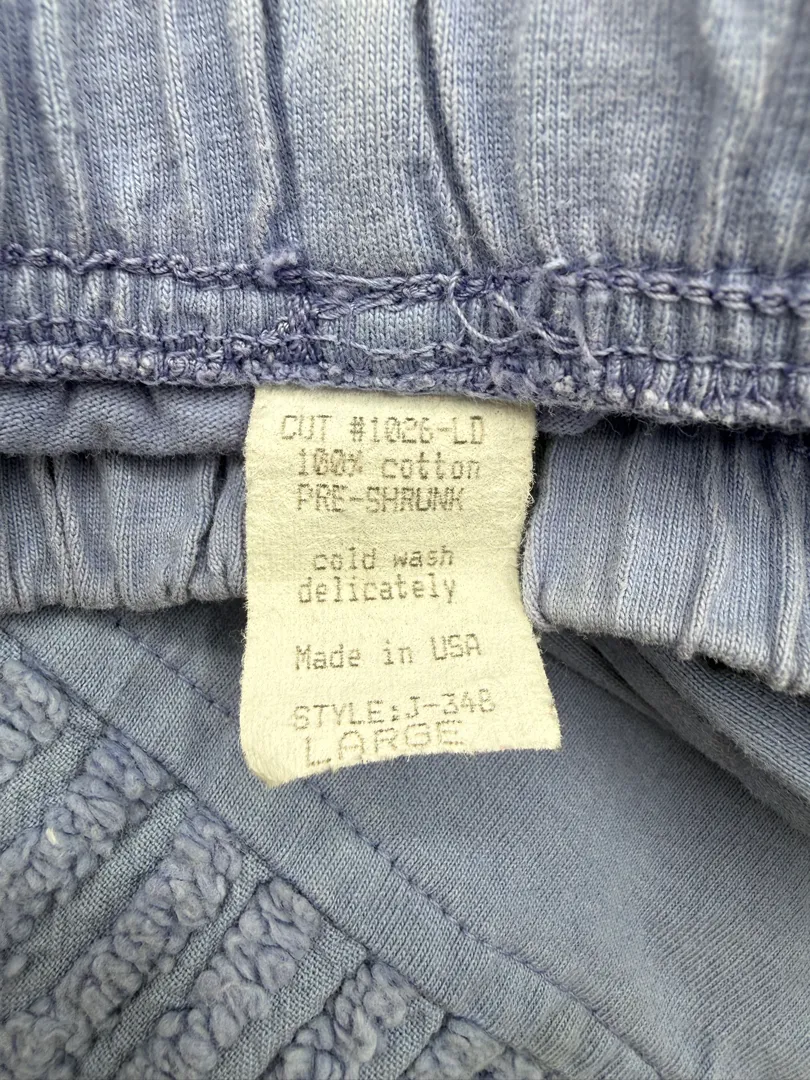 CUT #1026-LD
100% cotton
PRE-SHRUNK
cold wash
delicately
Made in USA
STYLE:J-348
LARGE